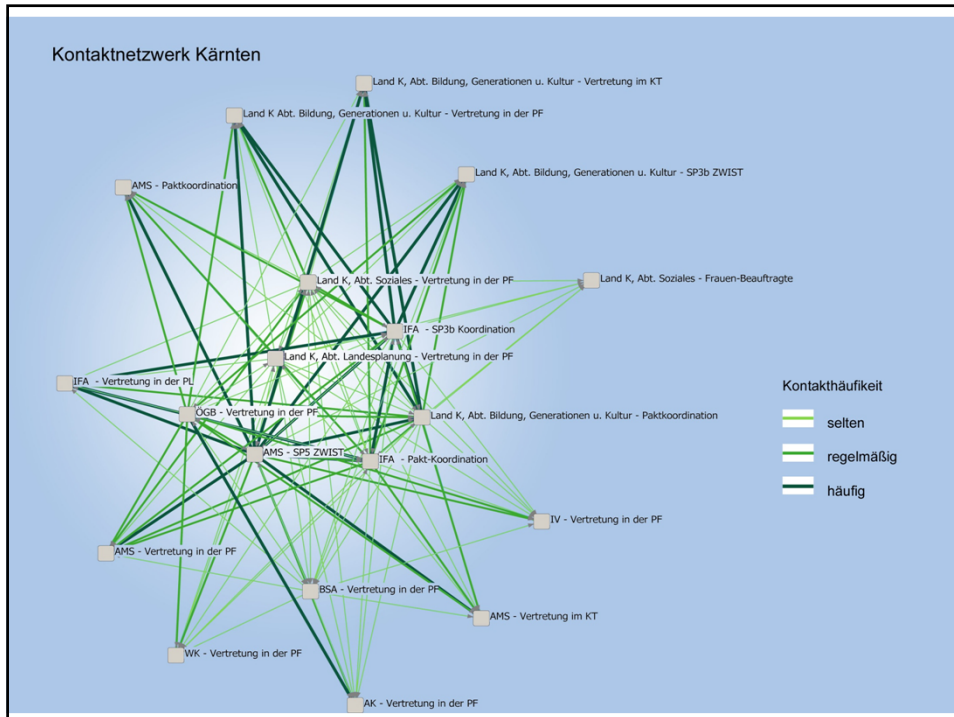 Kontaktnetzwerk Kärnten
Land K, Abt. Bildung, Generationen u. Kultur - Vertretung im KT
Land K Abt. Bildung, Generationen u. Kultur - Vertretung in der PF
Land K, Abt. Bildung, Generationen u. Kultur - SP3b ZWIST
AMS - Paktkoordination
Land K, Abt. Soziales - Vertretung in der PF
Land K, Abt. Soziales - Frauen-Beauftragte
IFA - SP3b Koordination
Land K, Abt. Landesplanung - Vertretung in der PF
IFA - Vertretung in der PL
Kontakthäufikeit
ÖGB - Vertretung in der PF
Land K, Abt. Bildung, Generationen u. Kultur - Paktkoordination
selten
AMS - SP5 ZWIST
IFA - Pakt-Koordination
regelmäßig
häufig
IV - Vertretung in der PF
AMS - Vertretung in der PF
BSA - Vertretung in der PF
AMS - Vertretung im KT
WK - Vertretung in der PF
AK - Vertretung in der PF